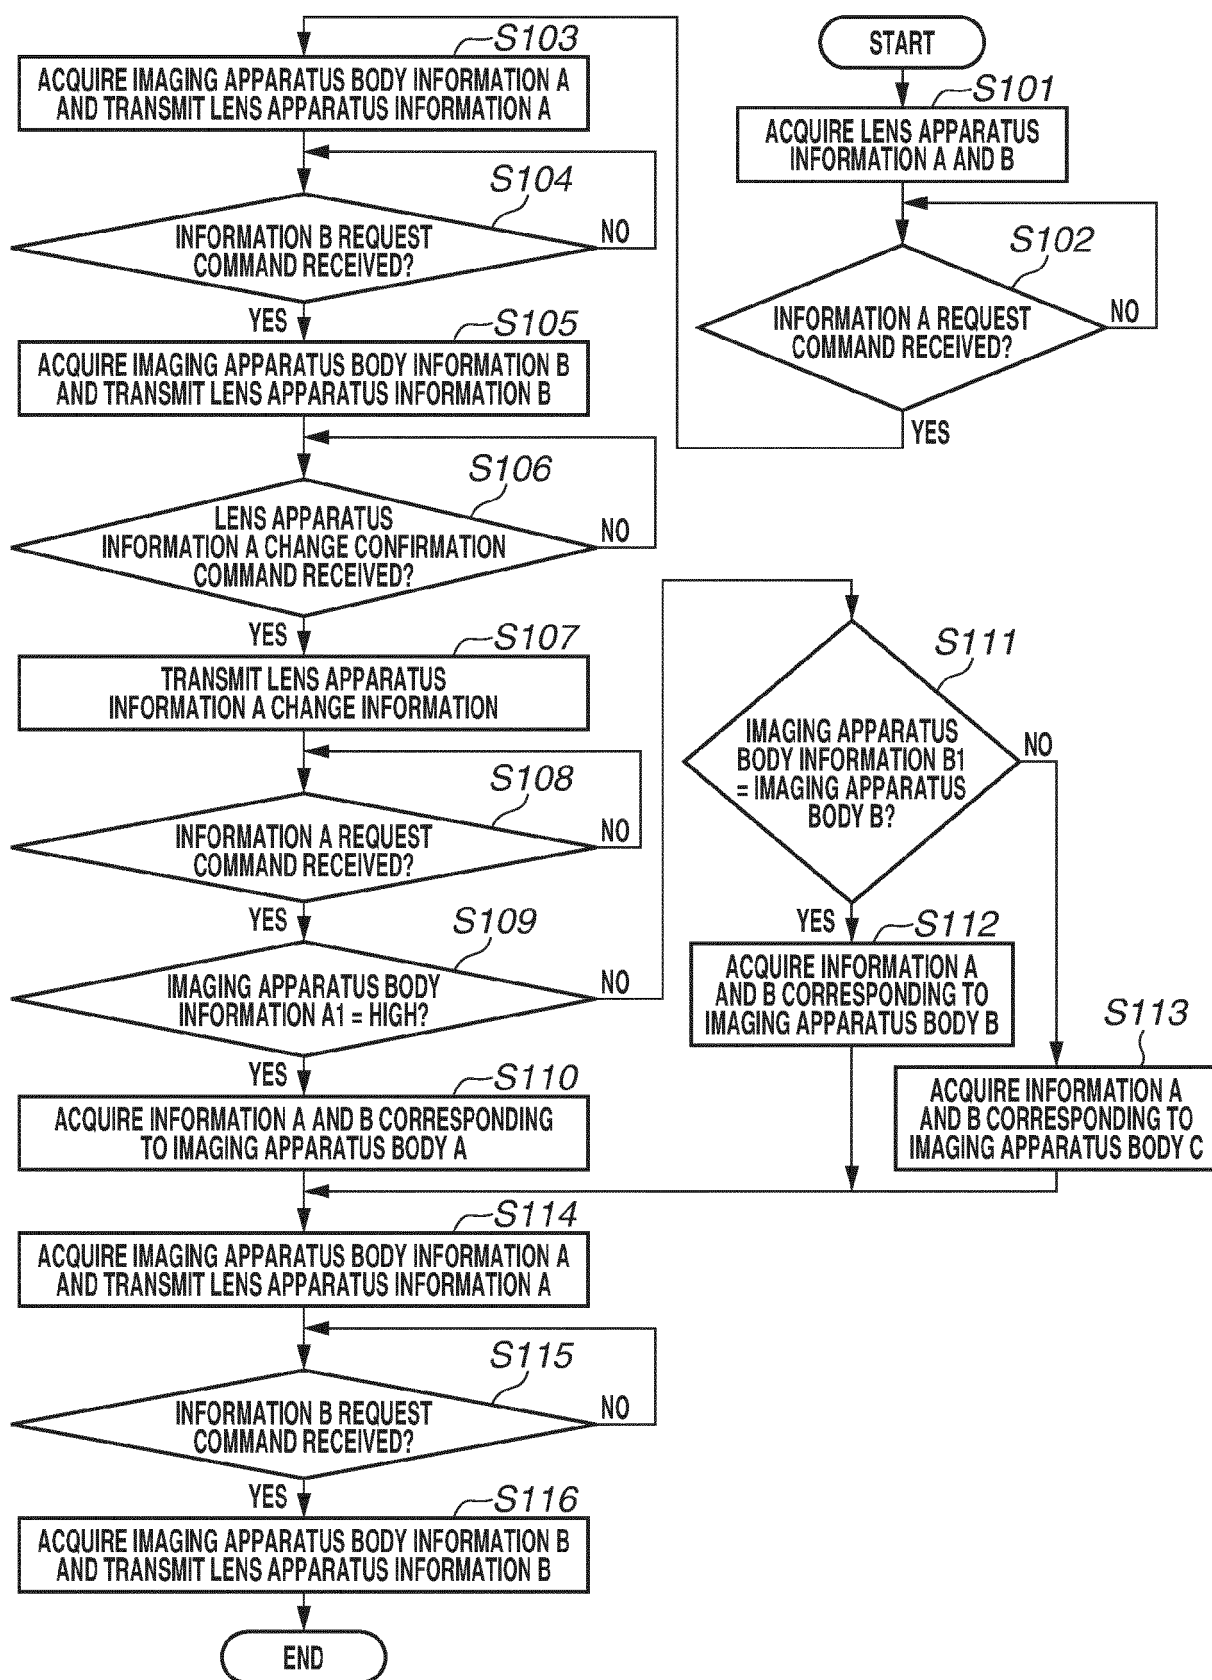 START
S101
ACQUIRE LENS APPARATUS
INFORMATION A AND B
S102
INFORMATION A REQUEST
COMMAND RECEIVED?
NO
YES
S103
ACQUIRE IMAGING APPARATUS BODY INFORMATION A
AND TRANSMIT LENS APPARATUS INFORMATION A
S104
INFORMATION B REQUEST
COMMAND RECEIVED?
NO
YES
S105
ACQUIRE IMAGING APPARATUS BODY INFORMATION B
AND TRANSMIT LENS APPARATUS INFORMATION B
S106
LENS APPARATUS
INFORMATION A CHANGE CONFIRMATION
COMMAND RECEIVED?
NO
YES
S107
TRANSMIT LENS APPARATUS
INFORMATION A CHANGE INFORMATION
S108
INFORMATION A REQUEST
COMMAND RECEIVED?
NO
YES
S109
IMAGING APPARATUS BODY
INFORMATION A1 = HIGH?
NO
YES
S110
ACQUIRE INFORMATION A AND B CORRESPONDING
TO IMAGING APPARATUS BODY A
S111
IMAGING APPARATUS
BODY INFORMATION B1
= IMAGING APPARATUS
BODY B?
NO
YES
S112
ACQUIRE INFORMATION A
AND B CORRESPONDING TO
IMAGING APPARATUS BODY B
S113
ACQUIRE INFORMATION A
AND B CORRESPONDING TO
IMAGING APPARATUS BODY C
S114
ACQUIRE IMAGING APPARATUS BODY INFORMATION A
AND TRANSMIT LENS APPARATUS INFORMATION A
S115
INFORMATION B REQUEST
COMMAND RECEIVED?
NO
YES
S116
ACQUIRE IMAGING APPARATUS BODY INFORMATION B
AND TRANSMIT LENS APPARATUS INFORMATION B
END